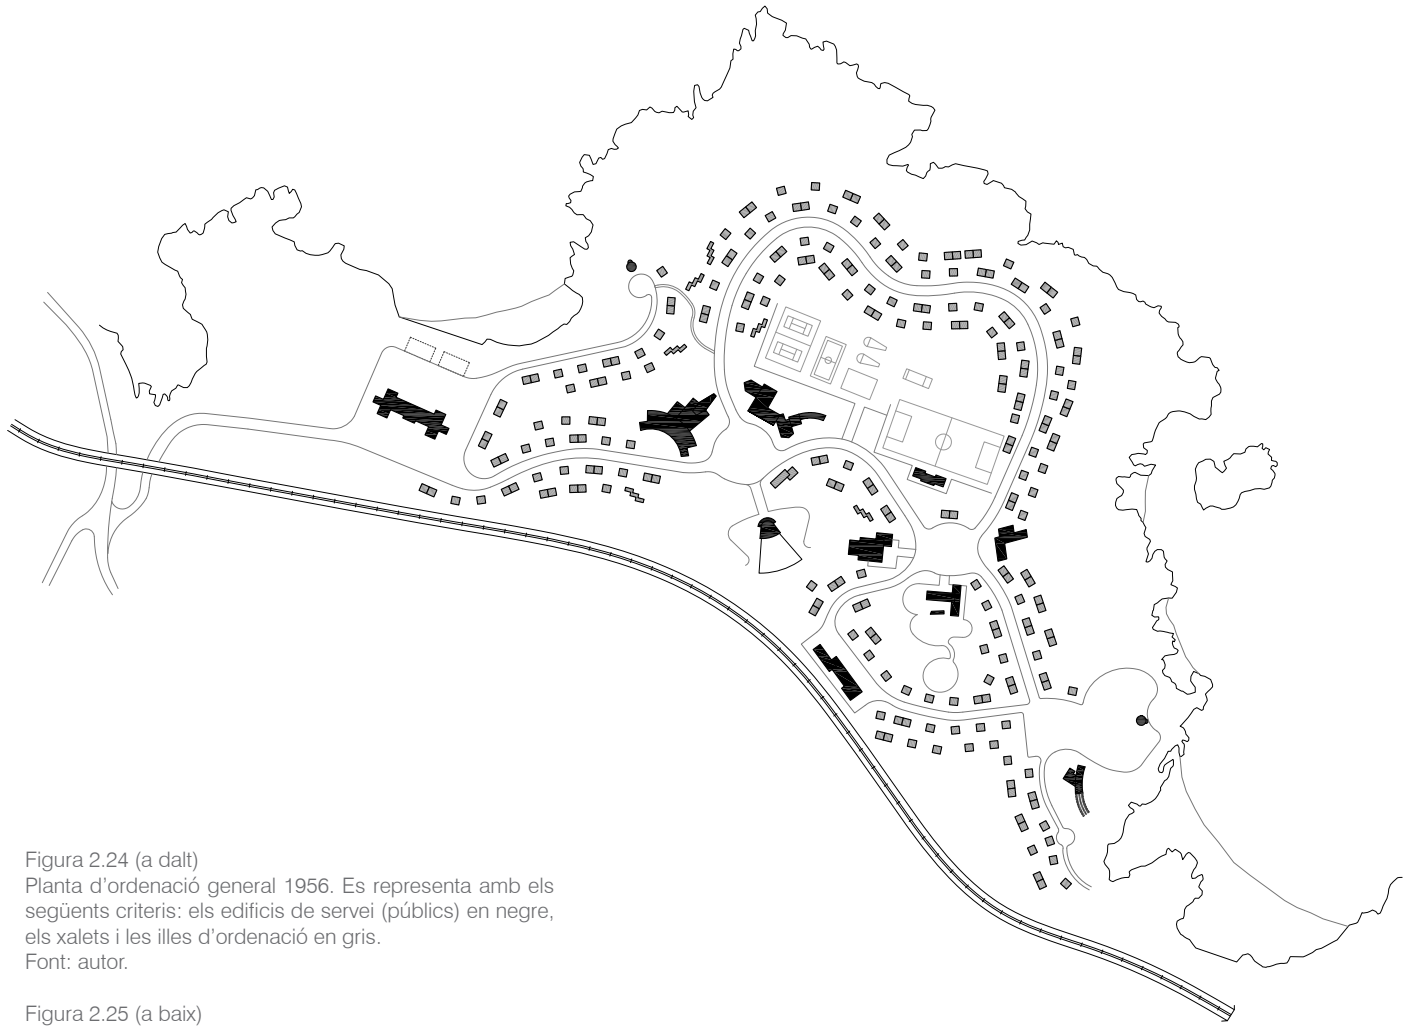 Figura 2.24 (a dalt)
Planta d’ordenació general 1956. Es representa amb els
següents criteris: els edificis de servei (públics) en negre,
els xalets i les illes d’ordenació en gris.
Font: autor.
Figura 2.25 (a baix)